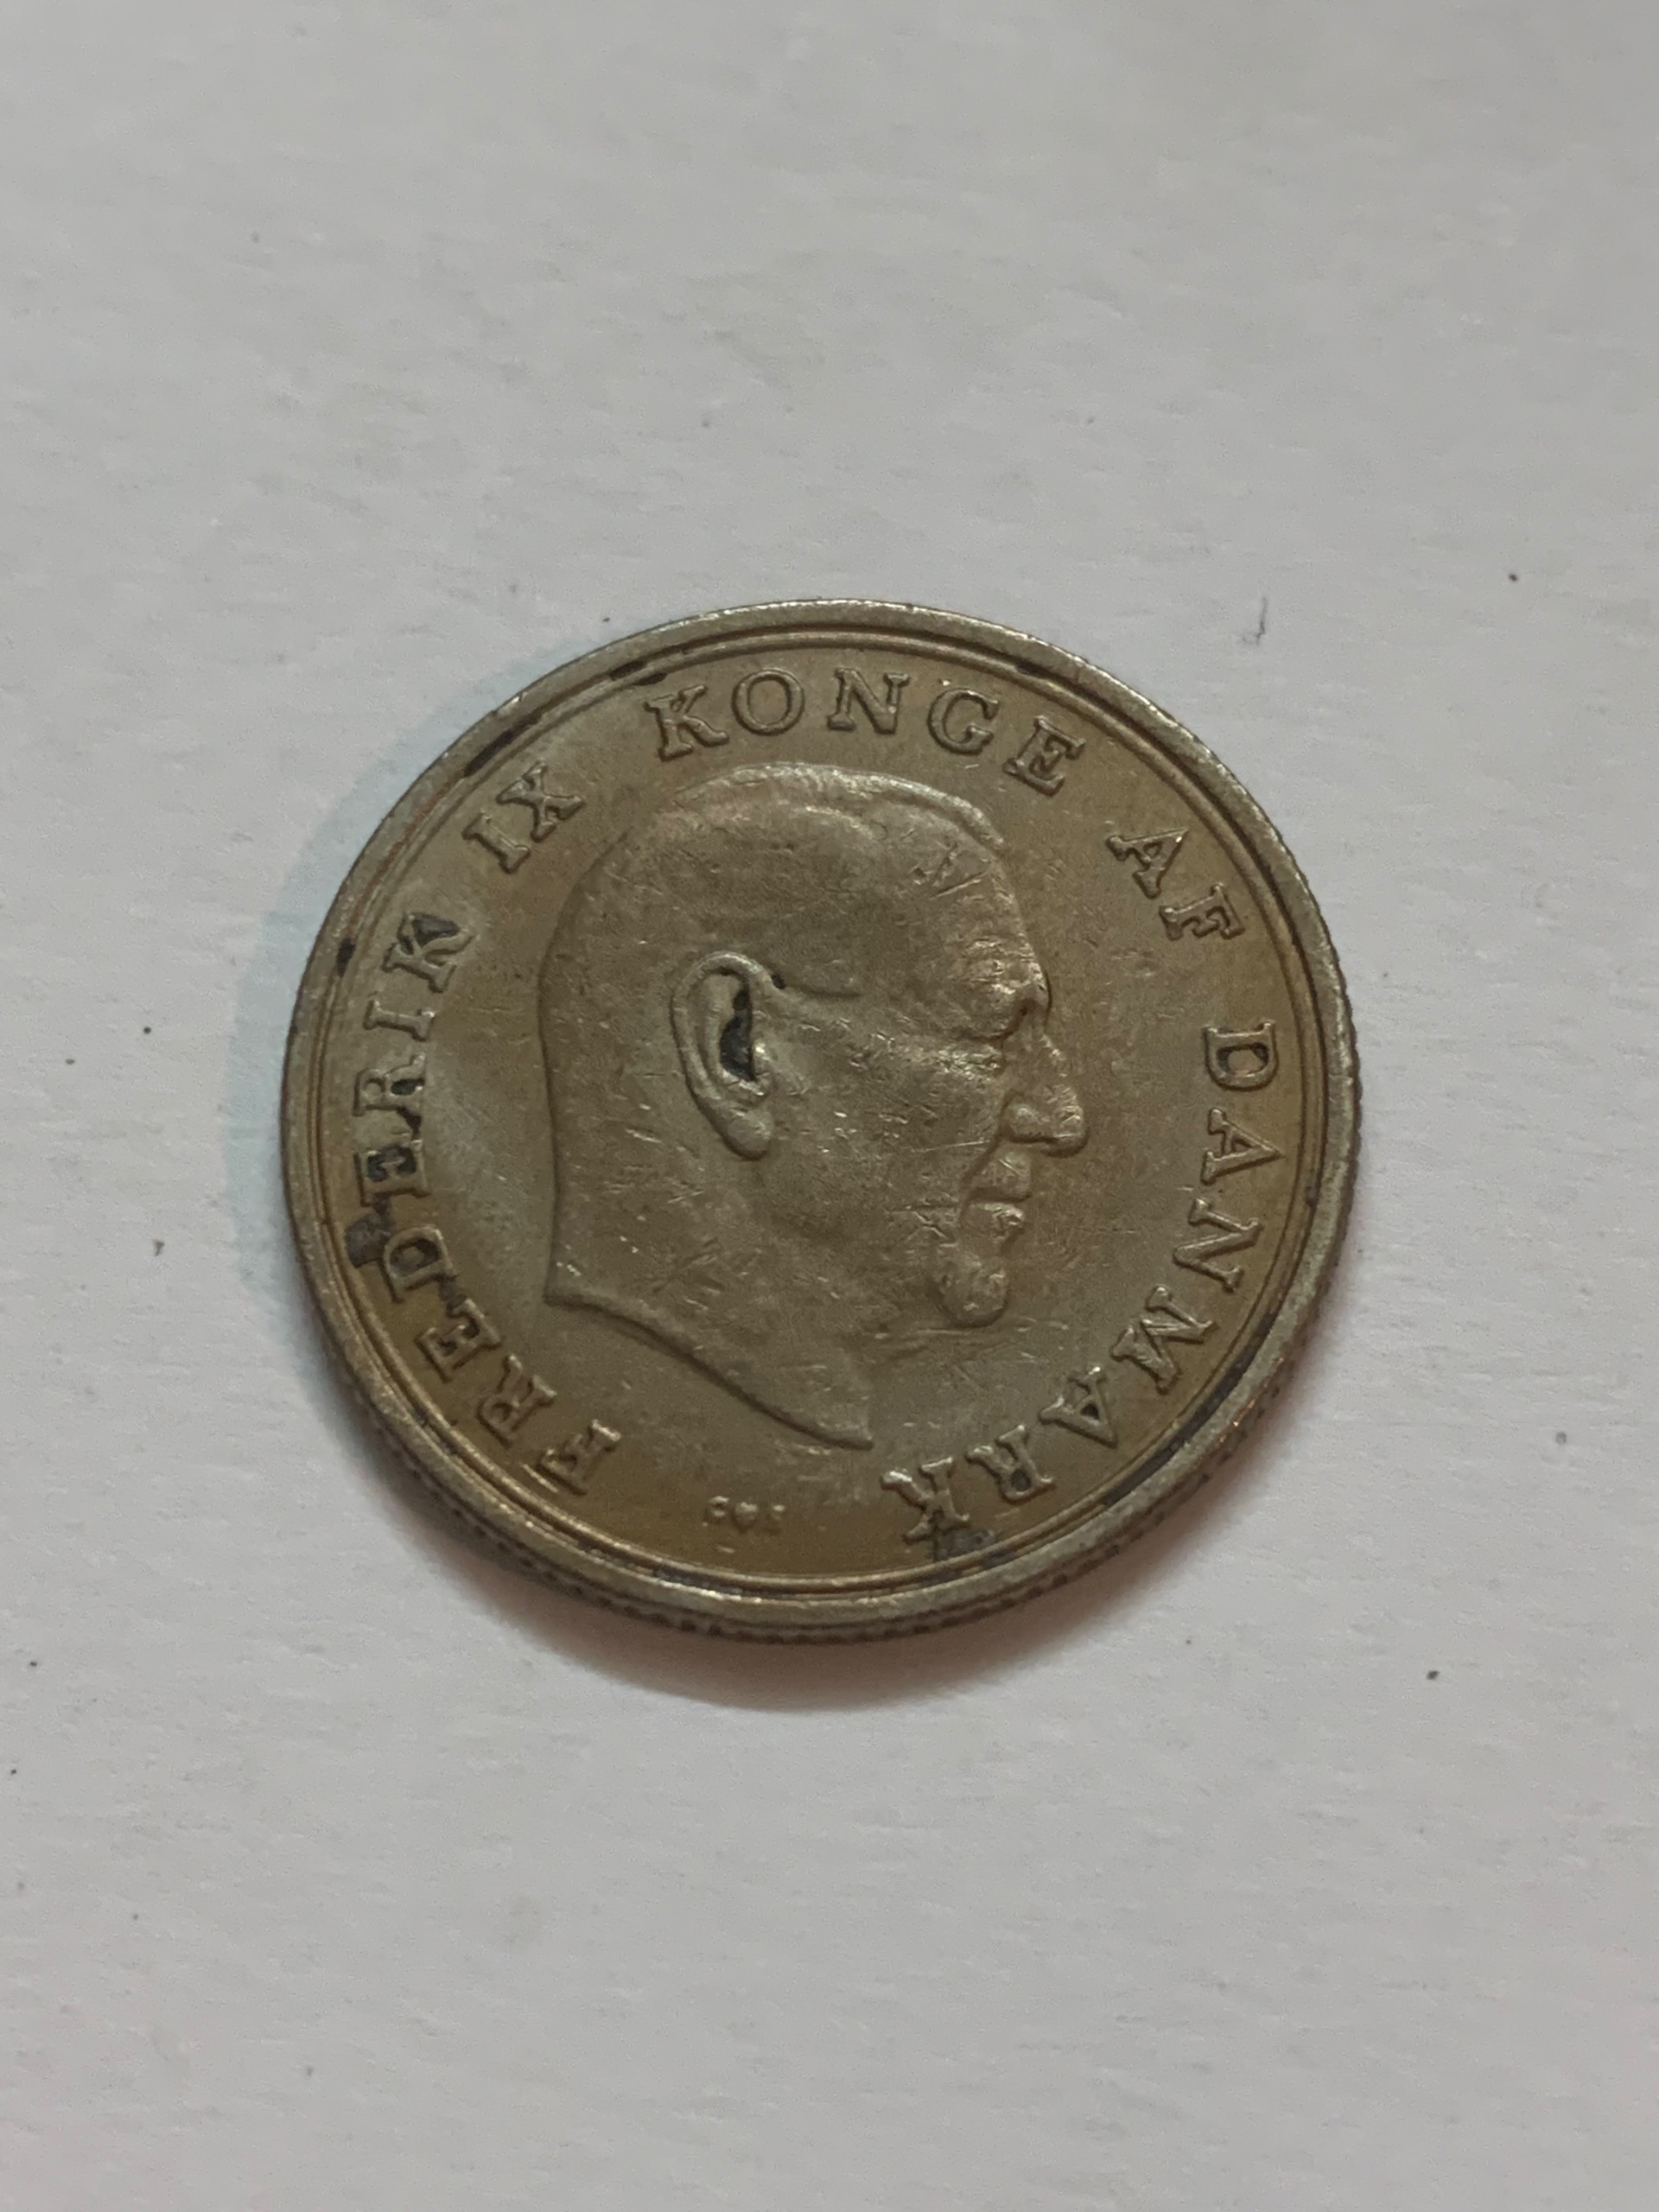 FREDERIK IX KONGE AF DANMARK
C♥S